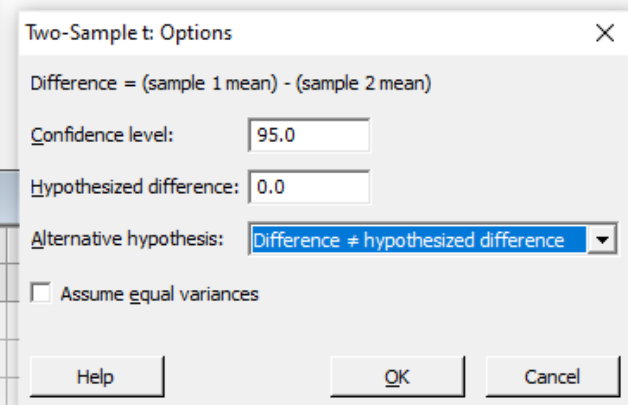 Two-Sample t: Options
Difference = (sample 1 mean) - (sample 2 mean)
Confidence level: 95.0
Hypothesized difference: 0.0
Alternative hypothesis: Difference ≠ hypothesized difference
Assume equal variances
Help OK Cancel